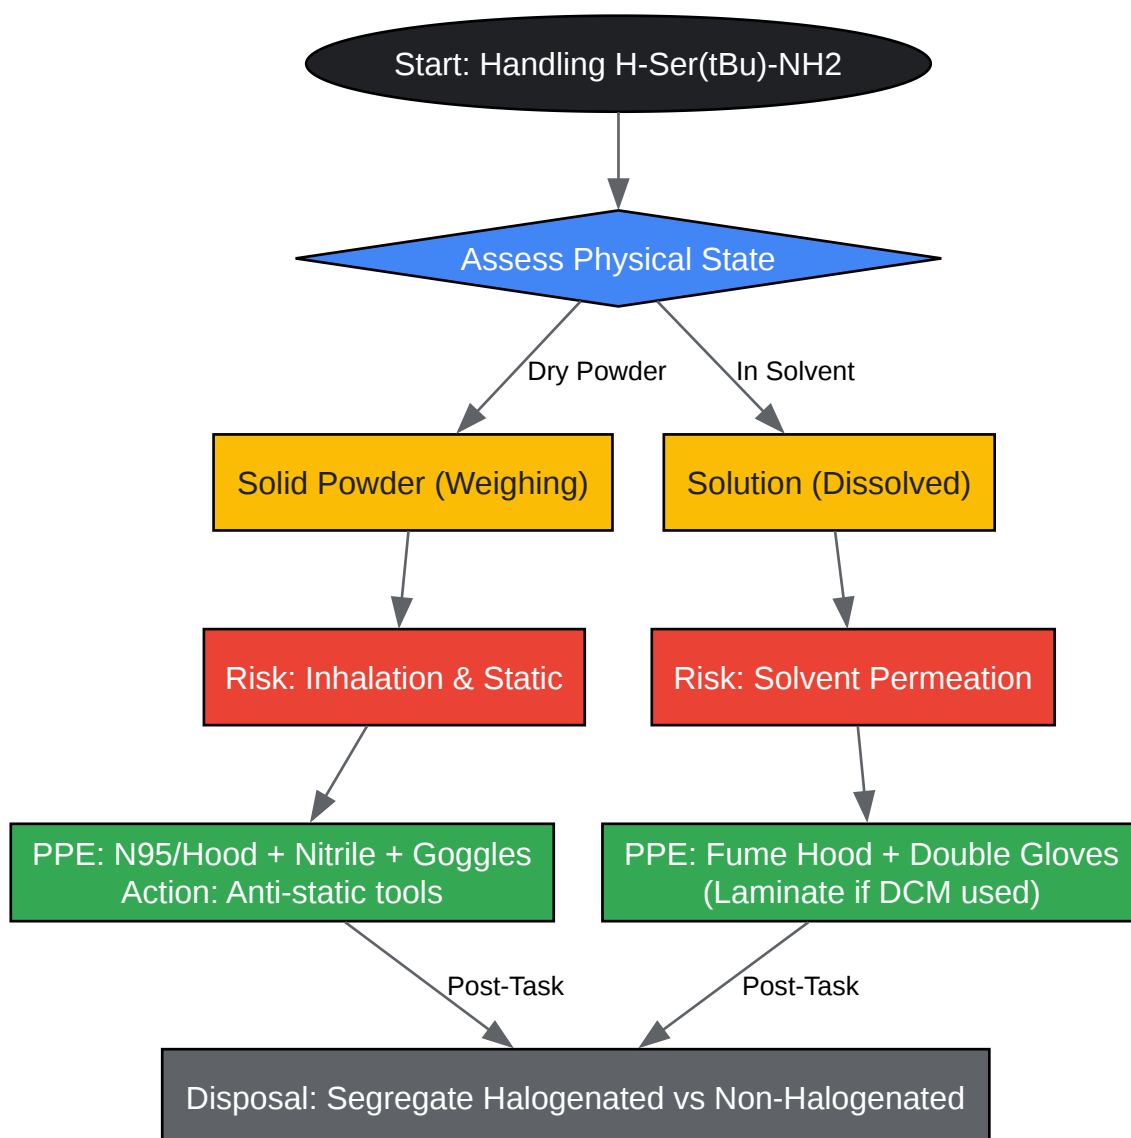 Start: Handling H-Ser(tBu)-NH2
Assess Physical State
Dry Powder
In Solvent
Solid Powder (Weighing)
Solution (Dissolved)
Risk: Inhalation & Static
Risk: Solvent Permeation
PPE: N95/Hood + Nitrile + Goggles
Action: Anti-static tools
PPE: Fume Hood + Double Gloves
(Laminate if DCM used)
Post-Task
Post-Task
Disposal: Segregate Halogenated vs Non-Halogenated